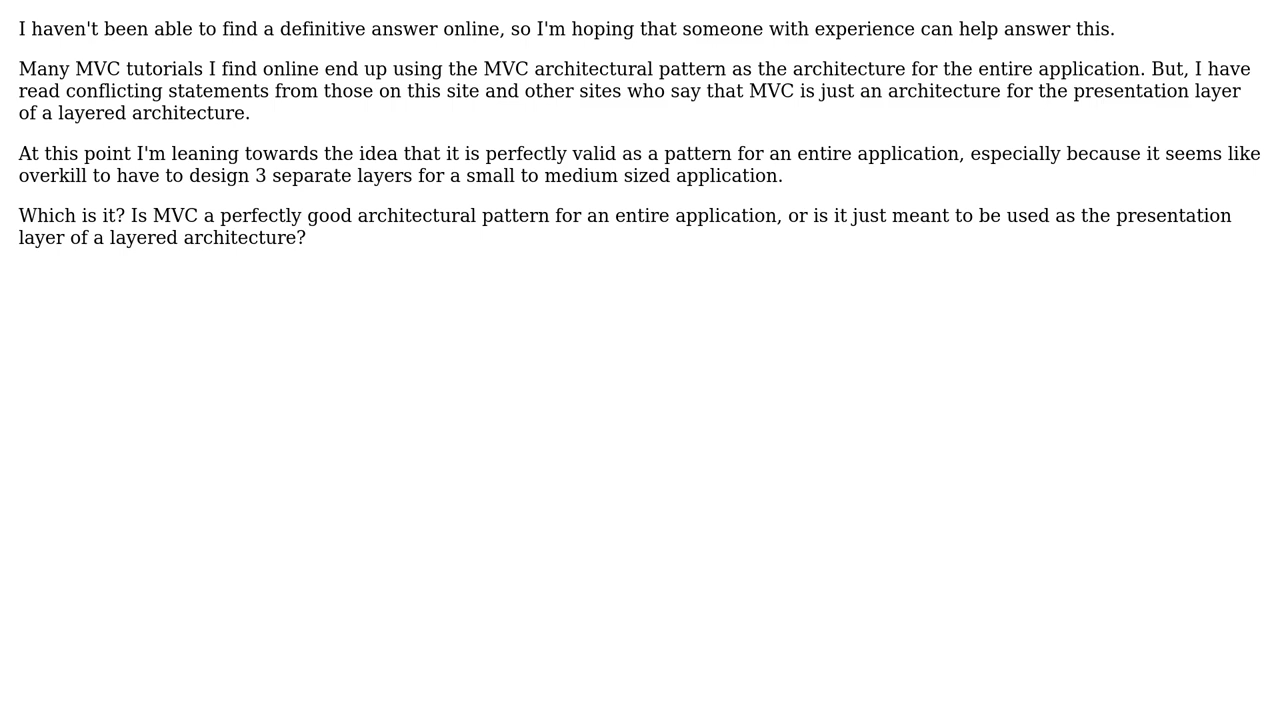 I haven't been able to find a definitive answer online, so I'm hoping that someone with experience can help answer this.
Many MVC tutorials I find online end up using the MVC architectural pattern as the architecture for the entire application. But, I have
read conflicting statements from those on this site and other sites who say that MVC is just an architecture for the presentation layer
of a layered architecture.
At this point I'm leaning towards the idea that it is perfectly valid as a pattern for an entire application, especially because it seems like
overkill to have to design 3 separate layers for a small to medium sized application.
Which is it? Is MVC a perfectly good architectural pattern for an entire application, or is it just meant to be used as the presentation
layer of a layered architecture?